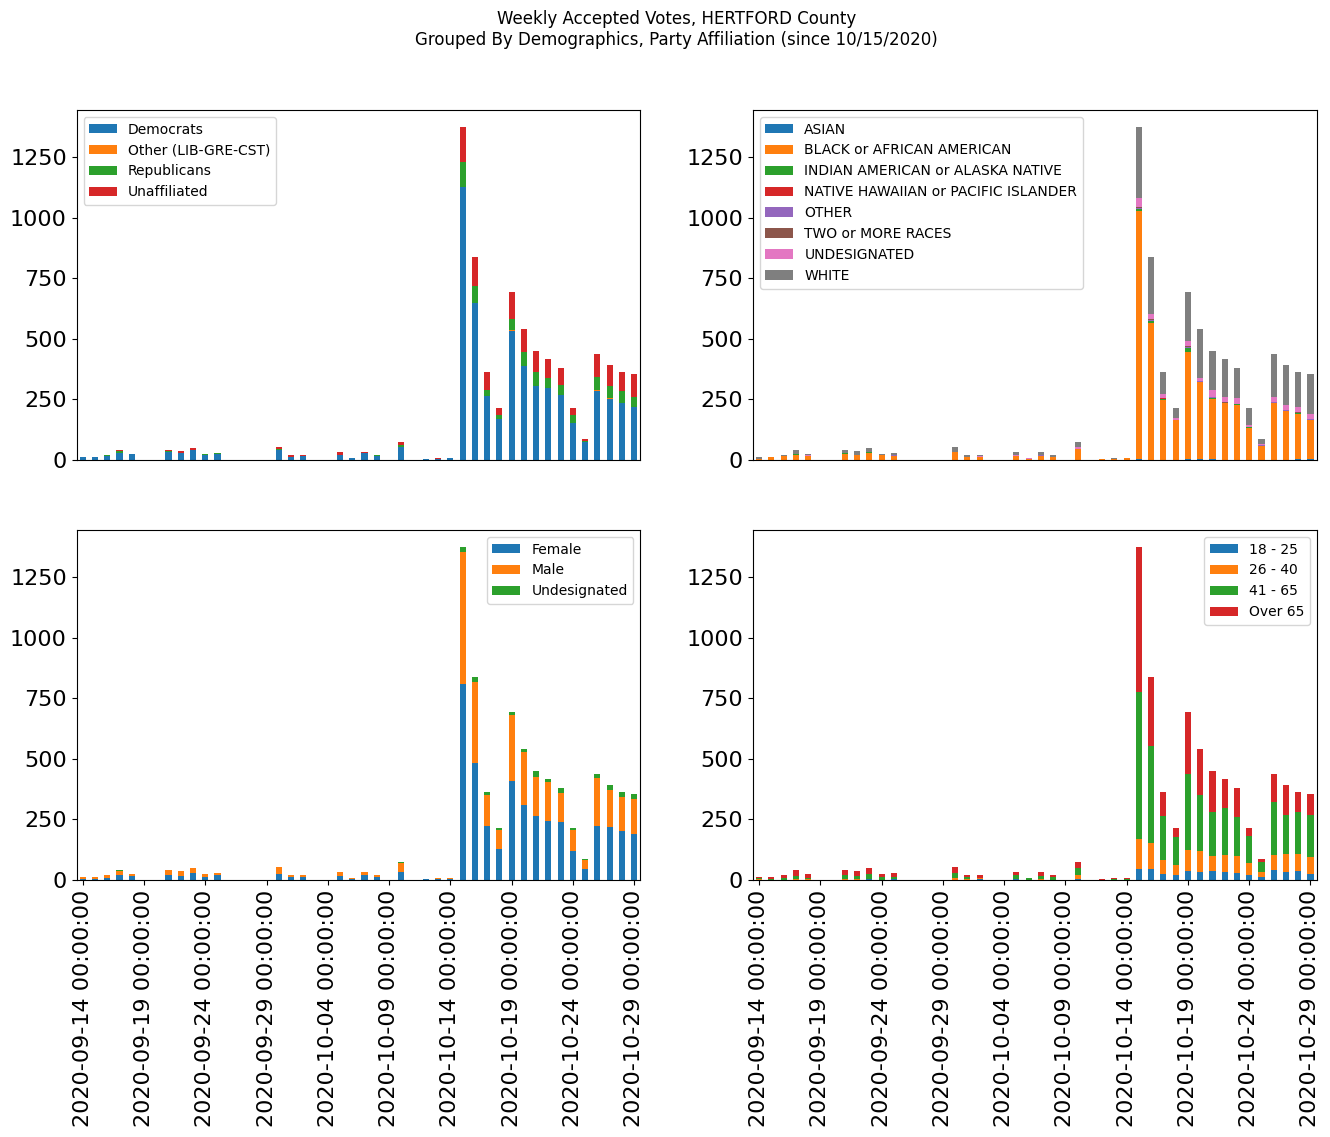 Weekly Accepted Votes, HERTFORD County
Grouped By Demographics, Party Affiliation (since 10/15/2020)
1250
1000
750
500
250
0
Democrats
Other (LIB-GRE-CST)
Republicans
Unaffiliated
1250
1000
750
500
250
0
ASIAN
BLACK or AFRICAN AMERICAN
INDIAN AMERICAN or ALASKA NATIVE
NATIVE HAWAIIAN or PACIFIC ISLANDER
OTHER
TWO or MORE RACES
UNDESIGNATED
WHITE
1250
1000
750
500
250
0
Female
Male
Undesignated
2020-09-14 00:00:00
2020-09-19 00:00:00
2020-09-24 00:00:00
2020-09-29 00:00:00
2020-10-04 00:00:00
2020-10-09 00:00:00
2020-10-14 00:00:00
2020-10-19 00:00:00
2020-10-24 00:00:00
2020-10-29 00:00:00
1250
1000
750
500
250
0
18 - 25
26 - 40
41 - 65
Over 65
2020-09-14 00:00:00
2020-09-19 00:00:00
2020-09-24 00:00:00
2020-09-29 00:00:00
2020-10-04 00:00:00
2020-10-09 00:00:00
2020-10-14 00:00:00
2020-10-19 00:00:00
2020-10-24 00:00:00
2020-10-29 00:00:00